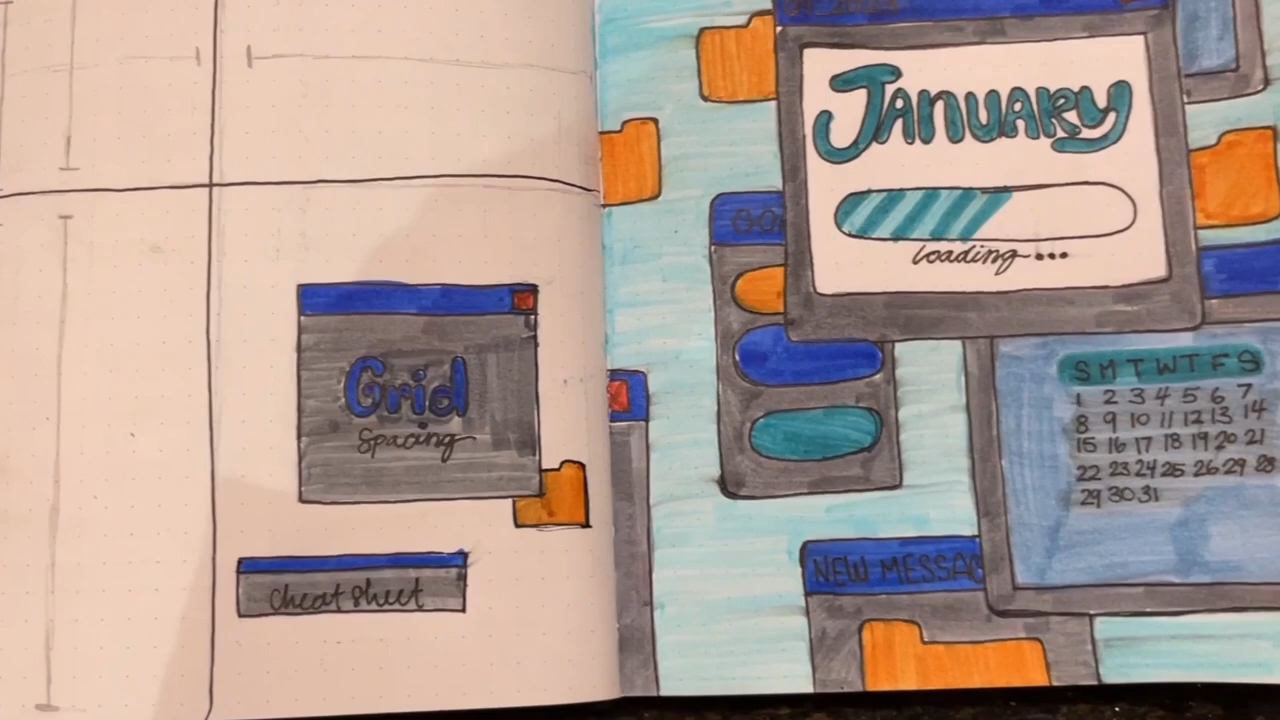 Grid
Spacing
Cheat Sheet
JANUARY
loading...
GO
S M T W T F S
1 2 3 4 5 6 7
8 9 10 11 12 13 14
15 16 17 18 19 20 21
22 23 24 25 26 29 28
29 30 31
NEW MESSAG